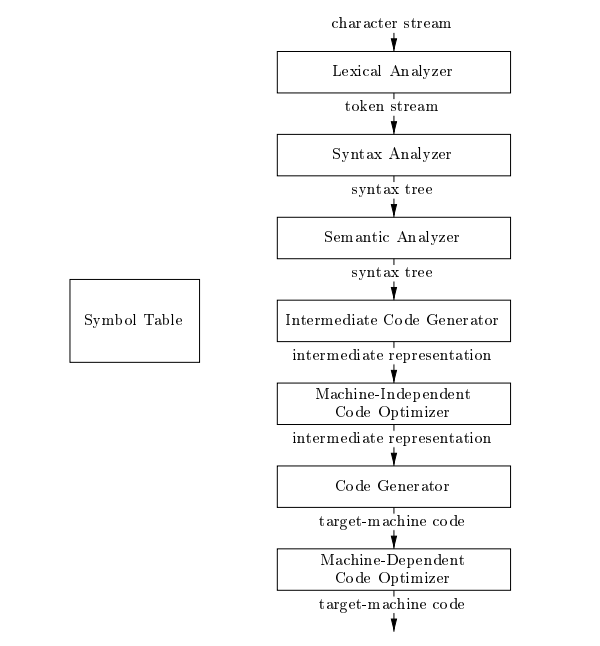 character stream
Lexical Analyzer
token stream
Syntax Analyzer
syntax tree
Semantic Analyzer
syntax tree
Symbol Table
Intermediate Code Generator
intermediate representation
Machine-Independent
Code Optimizer
intermediate representation
Code Generator
target-machine code
Machine-Dependent
Code Optimizer
target-machine code